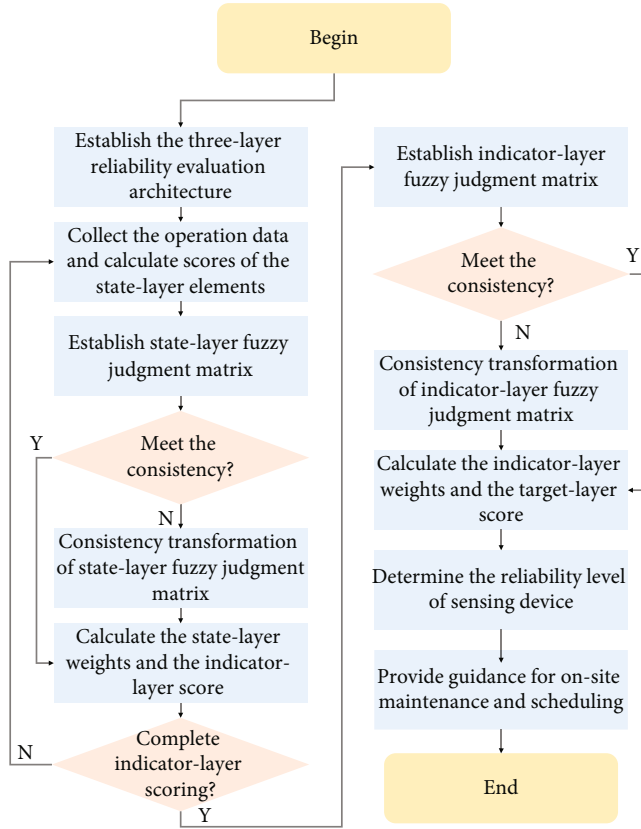 Begin
Establish the three-layer
reliability evaluation
architecture
Collect the operation data
and calculate scores of the
state-layer elements
Establish state-layer fuzzy
judgment matrix
Y
Meet the
consistency?
N
Consistency transformation
of state-layer fuzzy judgment
matrix
Calculate the state-layer
weights and the indicator-
layer score
N
Complete
indicator-layer
scoring?
Y
Establish indicator-layer
fuzzy judgment matrix
Y
Meet the
consistency?
N
Consistency transformation
of indicator-layer fuzzy
judgment matrix
Calculate the indicator-layer
weights and the target-layer
score
Determine the reliability level
of sensing device
Provide guidance for on-site
maintenance and scheduling
End